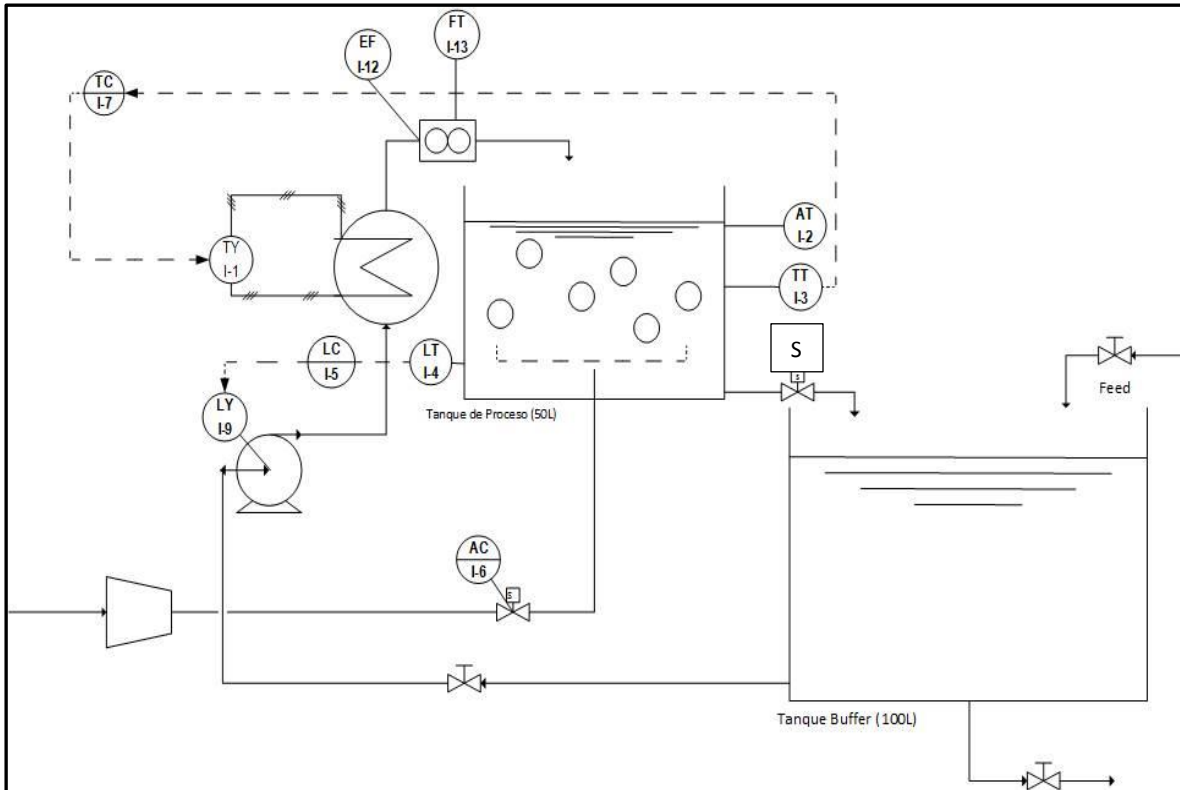 FT
I-13
EF
I-12
TC
I-7
AT
I-2
TY
I-1
TT
I-3
LC
I-5
LT
I-4
S
s
Feed
LY
I-9
Tanque de Proceso (50L)
AC
I-6
s
Tanque Buffer (100L)